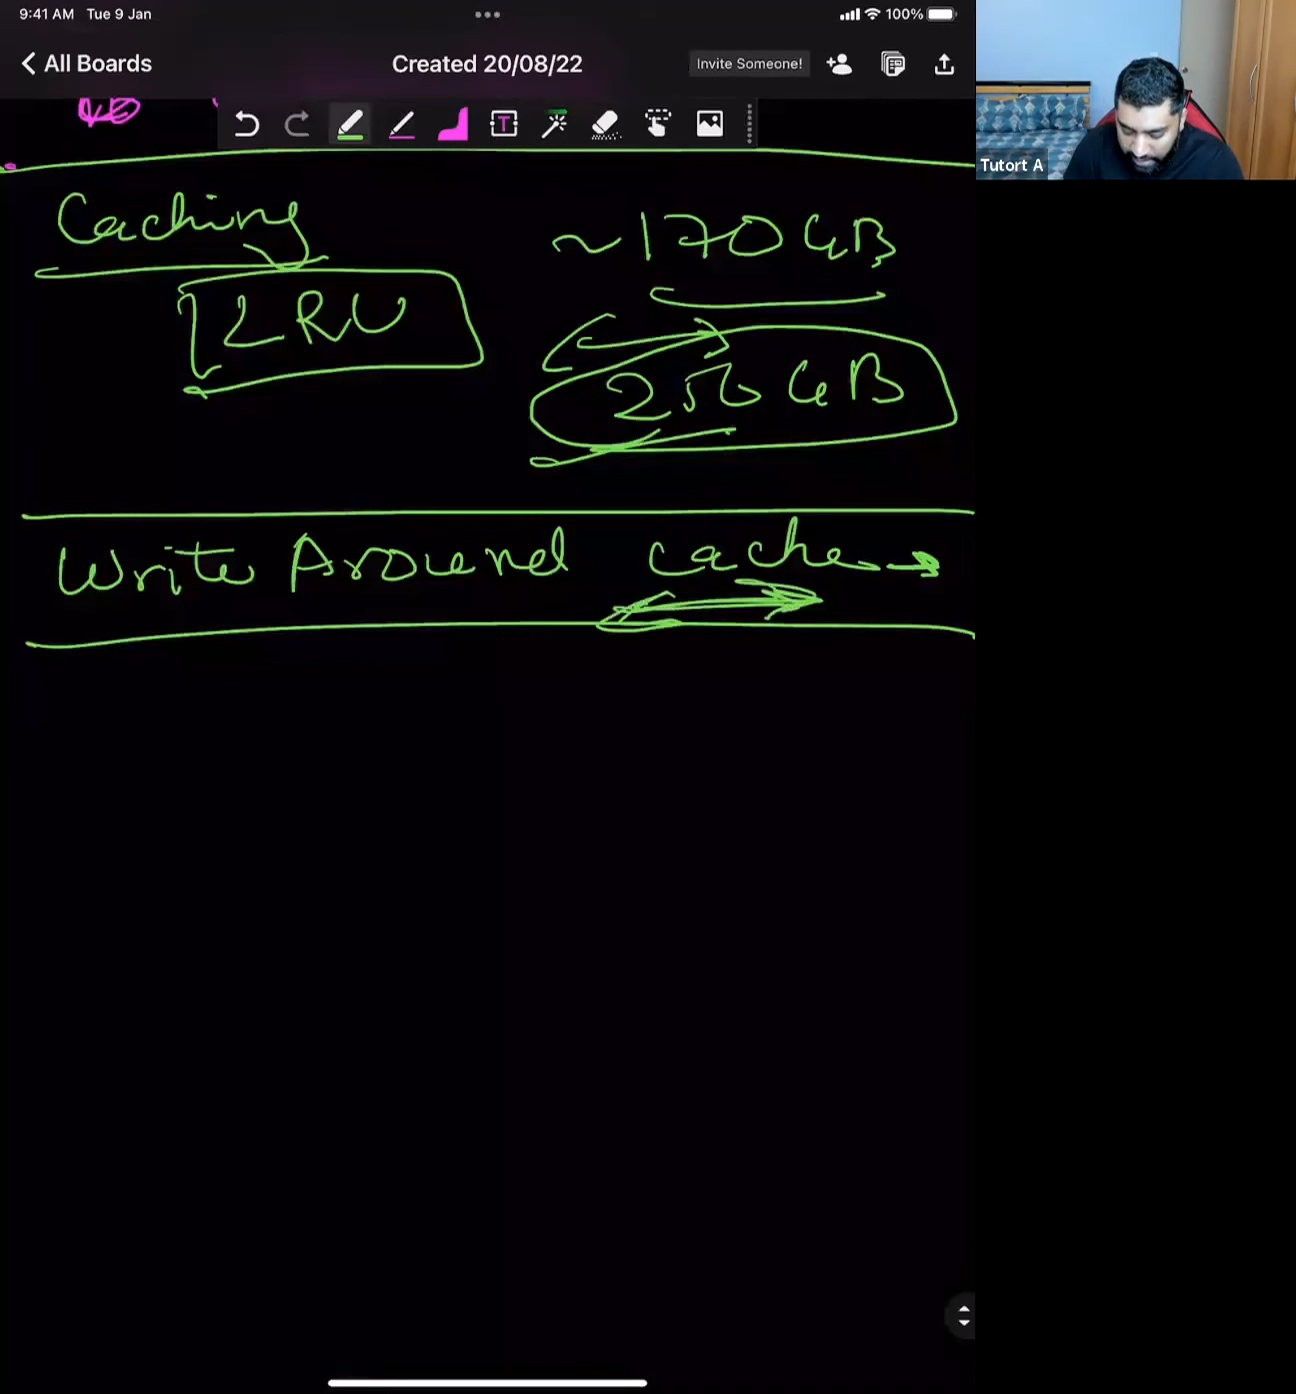 9:41 AM Tue 9 Jan
100%
All Boards
Created 20/08/22
Invite Someone!
T
Tutort A
Caching
~170 GB
LRU
256 GB
Write Around cache